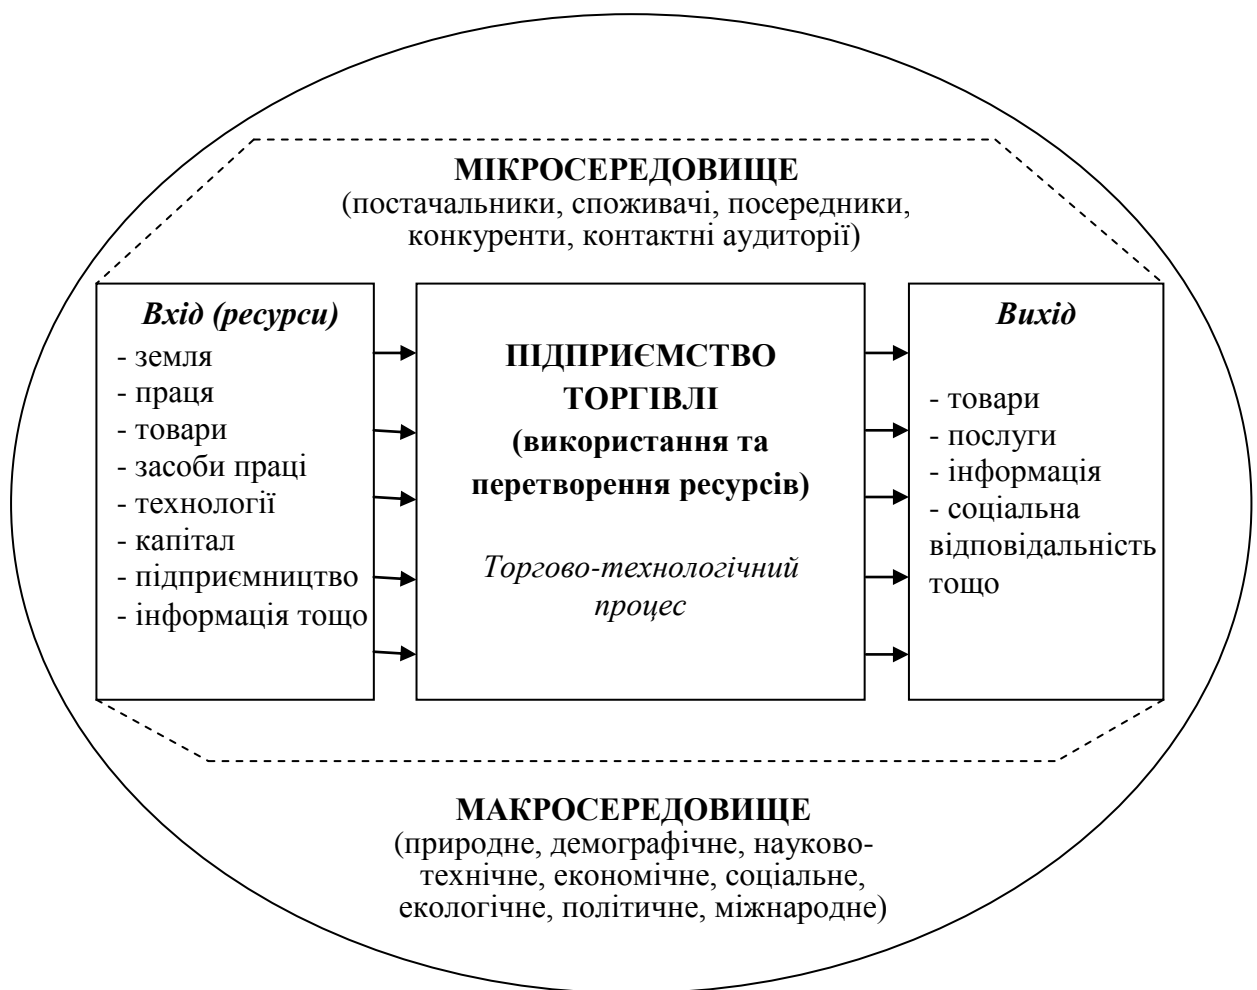 МІКРОСЕРЕДОВИЩЕ
(постачальники, споживачі, посередники,
конкуренти, контактні аудиторії)
Вхід (ресурси)
- земля
- праця
- товари
- засоби праці
- технології
- капітал
- підприємництво
- інформація тощо
ПІДПРИЄМСТВО
ТОРГІВЛІ
(використання та
перетворення ресурсів)
Торгово-технологічний
процес
Вихід
- товари
- послуги
- інформація
- соціальна
відповідальність
тощо
МАКРОСЕРЕДОВИЩЕ
(природне, демографічне, науково-
технічне, економічне, соціальне,
екологічне, політичне, міжнародне)